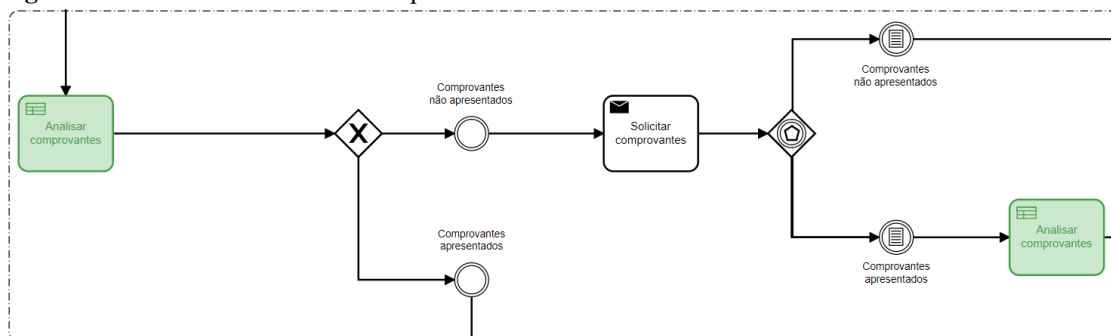 Comprovantes
não apresentados
Comprovantes
não apresentados
Analisar
comprovantes
X
Solicitar
comprovantes
Comprovantes
apresentados
Analisar
comprovantes
Comprovantes
apresentados